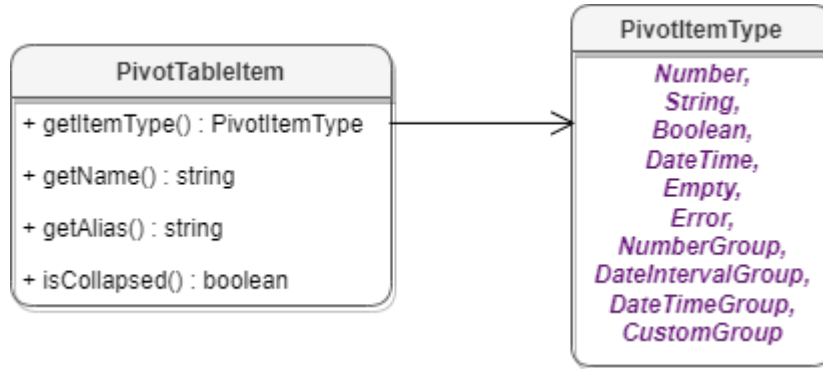 PivotTableItem
+ getItemType() : PivotItemType
+ getName() : string
+ getAlias() : string
+ isCollapsed() : boolean
PivotItemType
Number,
String,
Boolean,
DateTime,
Empty,
Error,
NumberGroup,
DateIntervalGroup,
DateTimeGroup,
CustomGroup